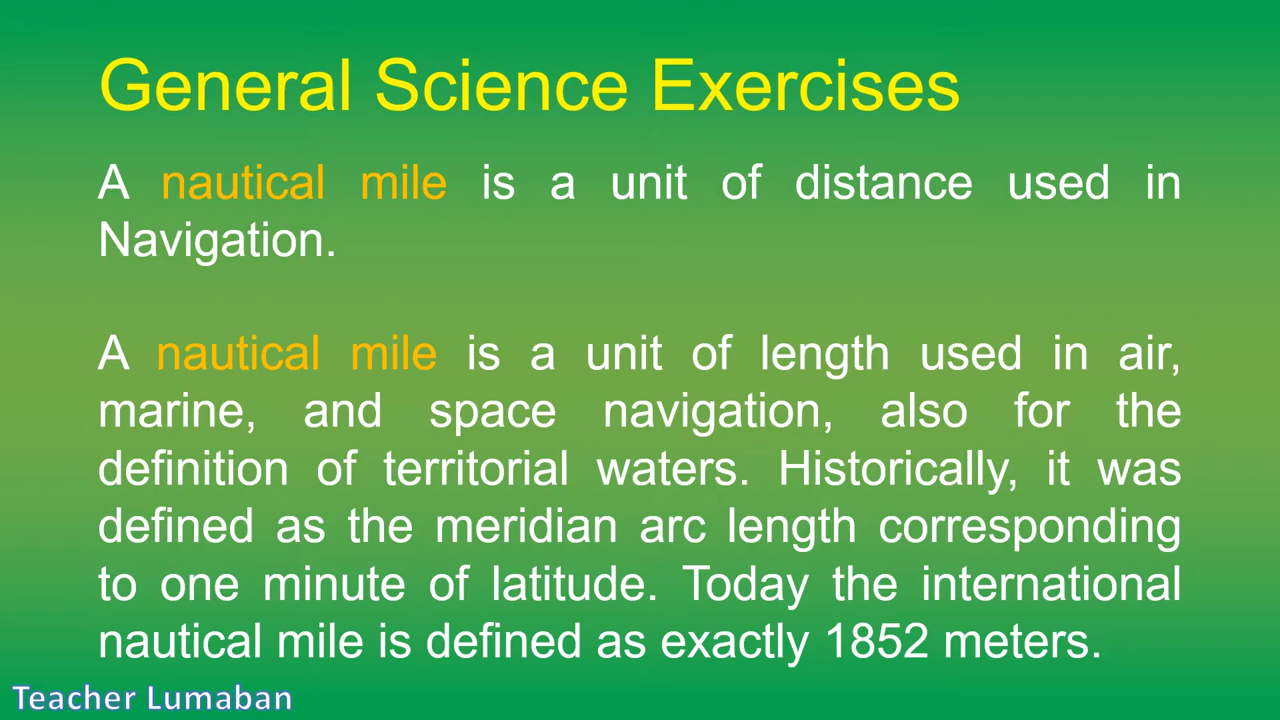 General Science Exercises
A nautical mile is a unit of distance used in
Navigation.
A nautical mile is a unit of length used in air,
marine, and space navigation, also for the
definition of territorial waters. Historically, it was
defined as the meridian arc length corresponding
to one minute of latitude. Today the international
nautical mile is defined as exactly 1852 meters.
Teacher Lumaban